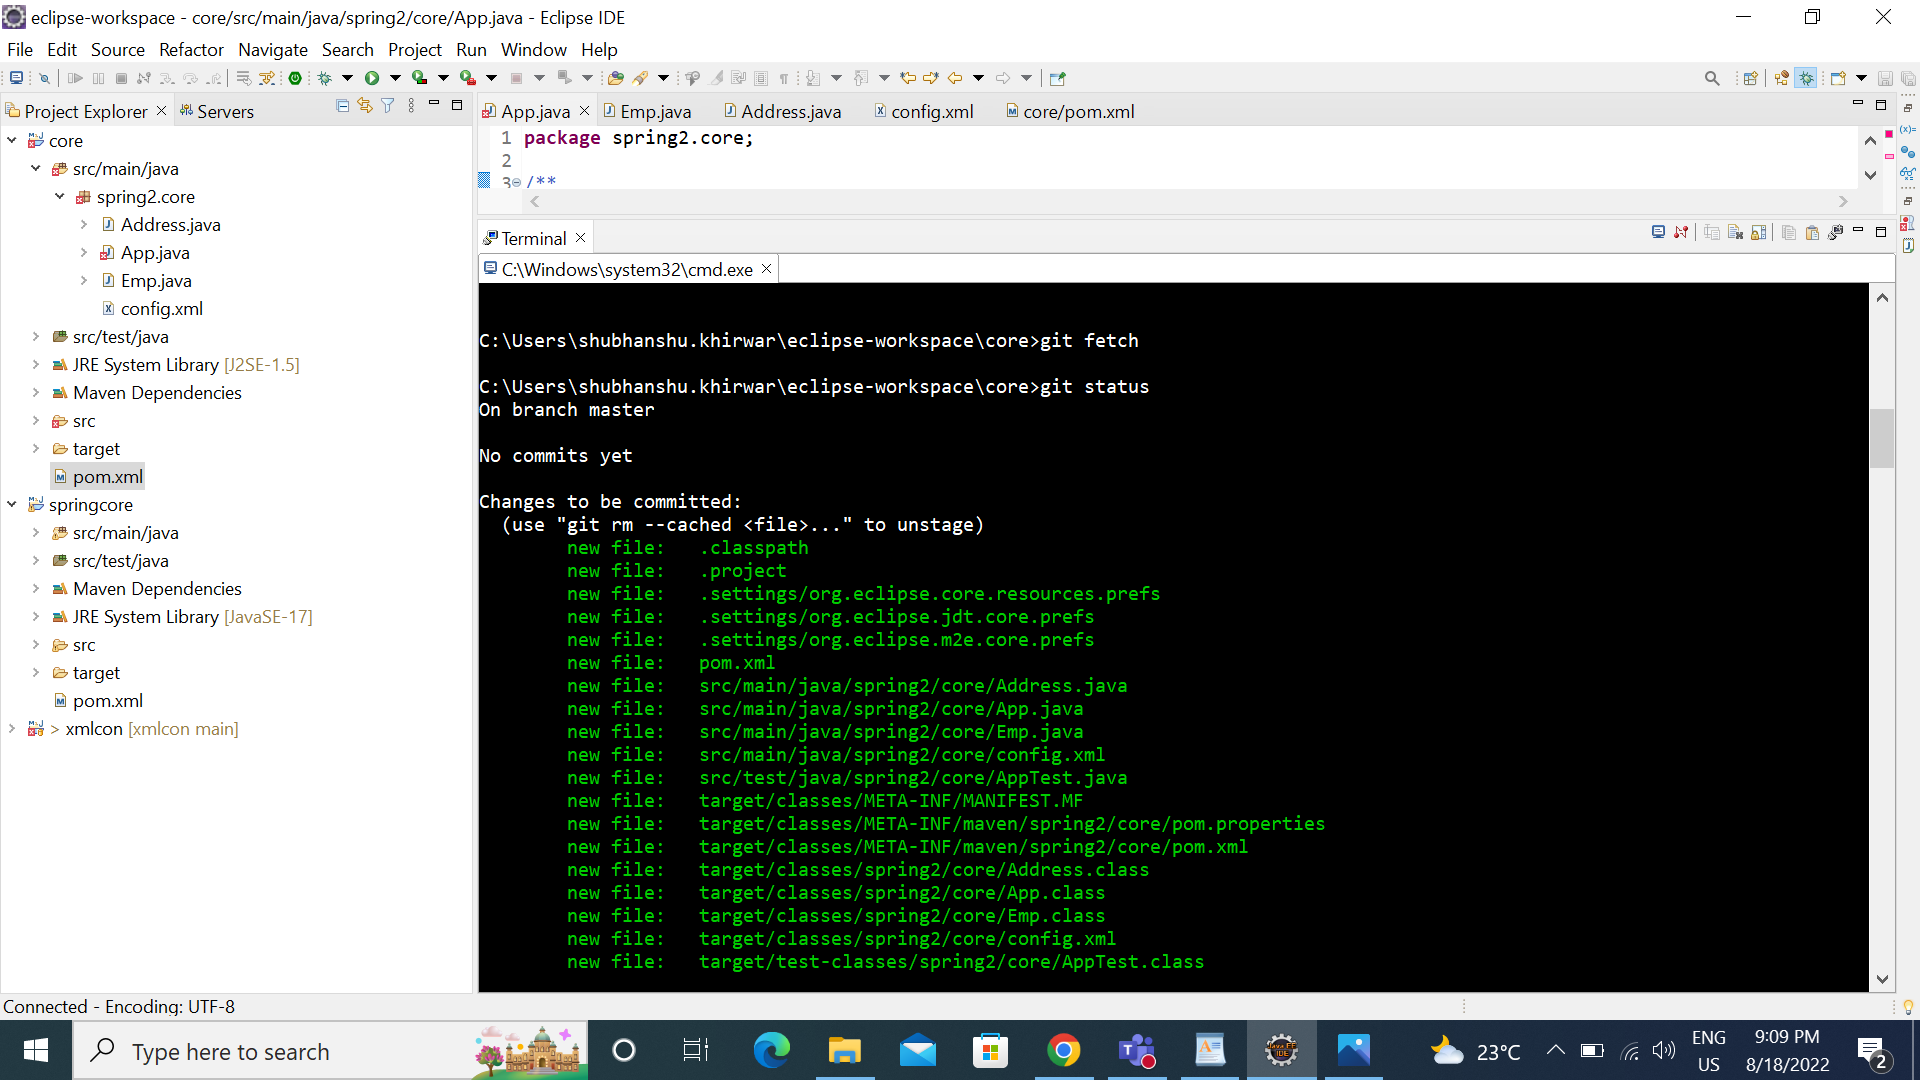 eclipse-workspace - core/src/main/java/spring2/core/App.java - Eclipse IDE
File Edit Source Refactor Navigate Search Project Run Window Help
Project Explorer
Servers
core
src/main/java
spring2.core
Address.java
App.java
Emp.java
config.xml
src/test/java
JRE System Library [J2SE-1.5]
Maven Dependencies
src
target
pom.xml
springcore
src/main/java
src/test/java
Maven Dependencies
JRE System Library [JavaSE-17]
src
target
pom.xml
> xmlcon [xmlcon main]
App.java Emp.java Address.java config.xml core/pom.xml
1 package spring2.core;
2
3 /**
Terminal
C:\Windows\system32\cmd.exe
C:\Users\shubhanshu.khirwar\eclipse-workspace\core>git fetch
C:\Users\shubhanshu.khirwar\eclipse-workspace\core>git status
On branch master
No commits yet
Changes to be committed:
(use "git rm --cached <file>..." to unstage)
new file: .classpath
new file: .project
new file: .settings/org.eclipse.core.resources.prefs
new file: .settings/org.eclipse.jdt.core.prefs
new file: .settings/org.eclipse.m2e.core.prefs
new file: pom.xml
new file: src/main/java/spring2/core/Address.java
new file: src/main/java/spring2/core/App.java
new file: src/main/java/spring2/core/Emp.java
new file: src/main/java/spring2/core/config.xml
new file: src/test/java/spring2/core/AppTest.java
new file: target/classes/META-INF/MANIFEST.MF
new file: target/classes/META-INF/maven/spring2/core/pom.properties
new file: target/classes/META-INF/maven/spring2/core/pom.xml
new file: target/classes/spring2/core/Address.class
new file: target/classes/spring2/core/App.class
new file: target/classes/spring2/core/Emp.class
new file: target/classes/spring2/core/config.xml
new file: target/test-classes/spring2/core/AppTest.class
Connected - Encoding: UTF-8
Type here to search
23°C
ENG
US
9:09 PM
8/18/2022
2